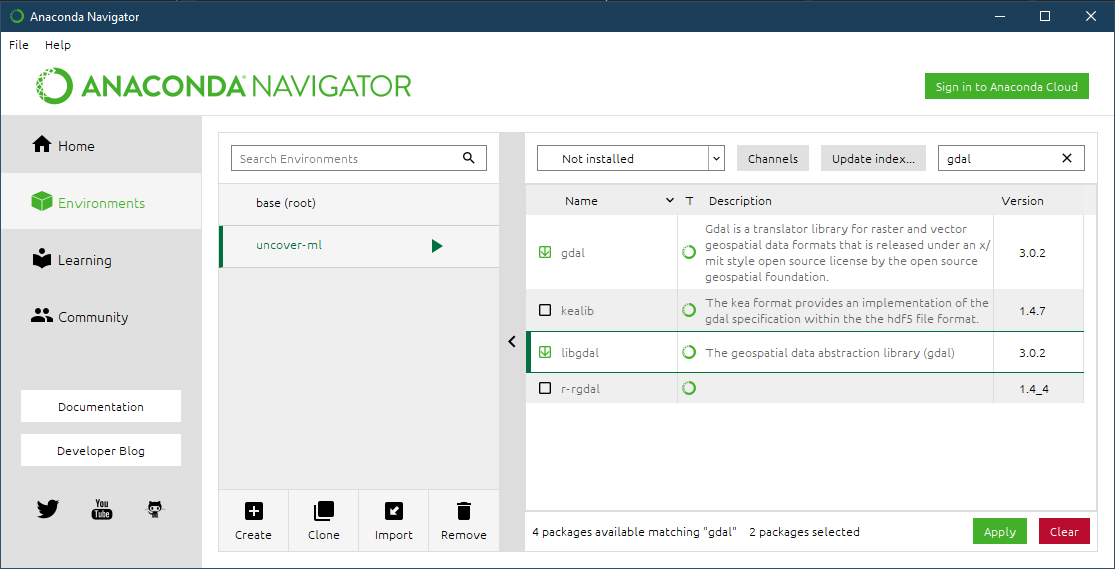 Anaconda Navigator
File Help
ANACONDA NAVIGATOR
Sign in to Anaconda Cloud
Home
Environments
Learning
Community
Documentation
Developer Blog
You
Tube
Search Environments
base (root)
uncover-ml
Create Clone Import Remove
Not installed Channels Update index... gdal
Name T Description Version
gdal
Gdal is a translator library for raster and vector
geospatial data formats that is released under an x/
mit style open source license by the open source
geospatial foundation.
3.0.2
kealib
The kea format provides an implementation of the
gdal specification within the the hdf5 file format.
1.4.7
libgdal The geospatial data abstraction library (gdal) 3.0.2
r-rgdal 1.4_4
4 packages available matching "gdal" 2 packages selected
Apply Clear